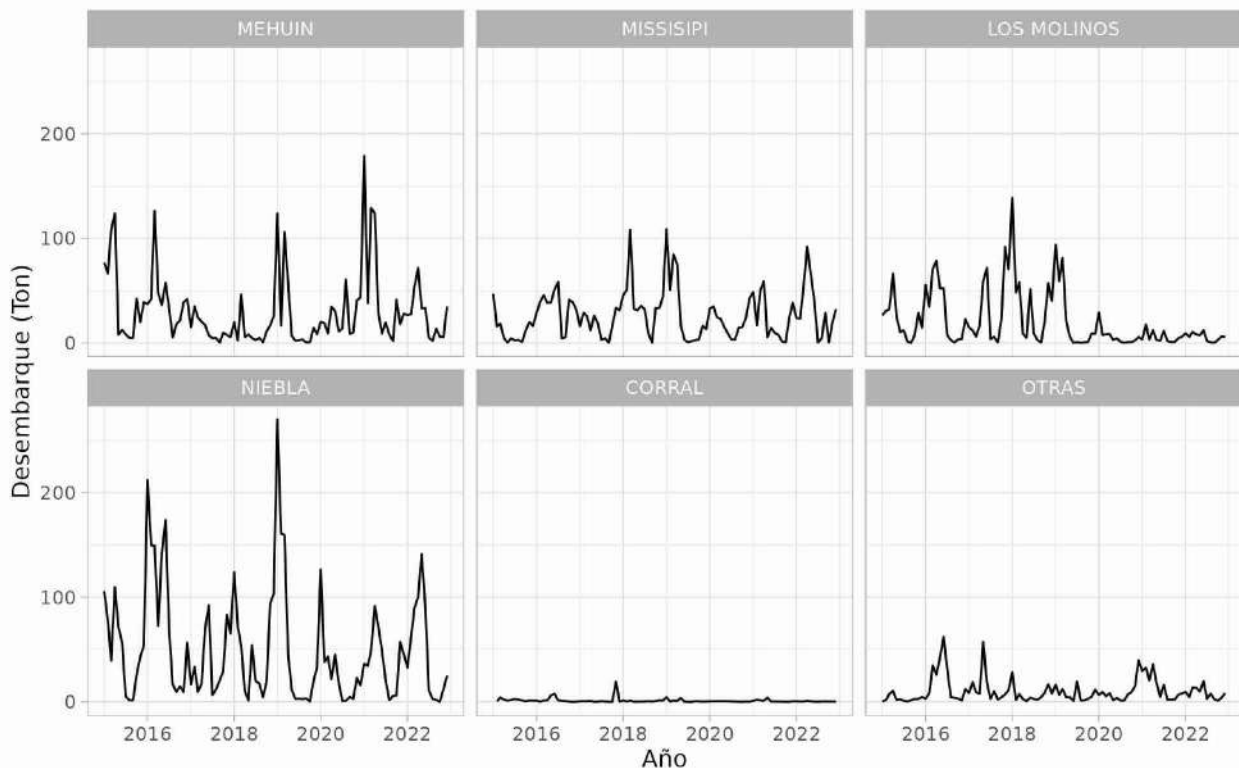 MEHUIN MISSISIPI LOS MOLINOS
200
100
0
NIEBLA CORRAL OTRAS
200
100
0
2016 2018 2020 2022 2016 2018 2020 2022 2016 2018 2020 2022
Desembarque (Ton)
Año